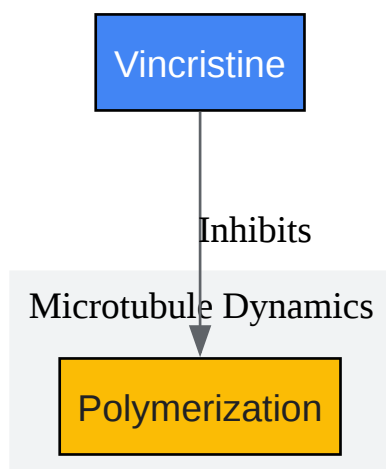 Vincristine
Inhibits
Microtubule Dynamics
Polymerization